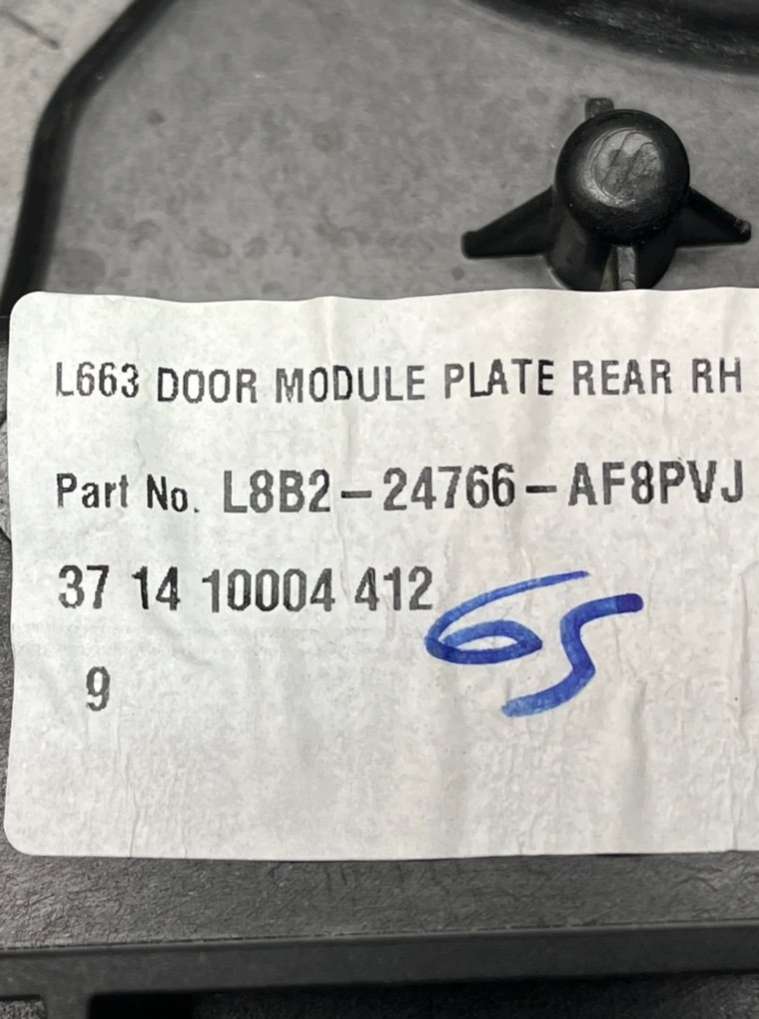 L663 DOOR MODULE PLATE REAR RH
Part No. L8B2-24766-AF8PVJ
37 14 10004 412
65
9